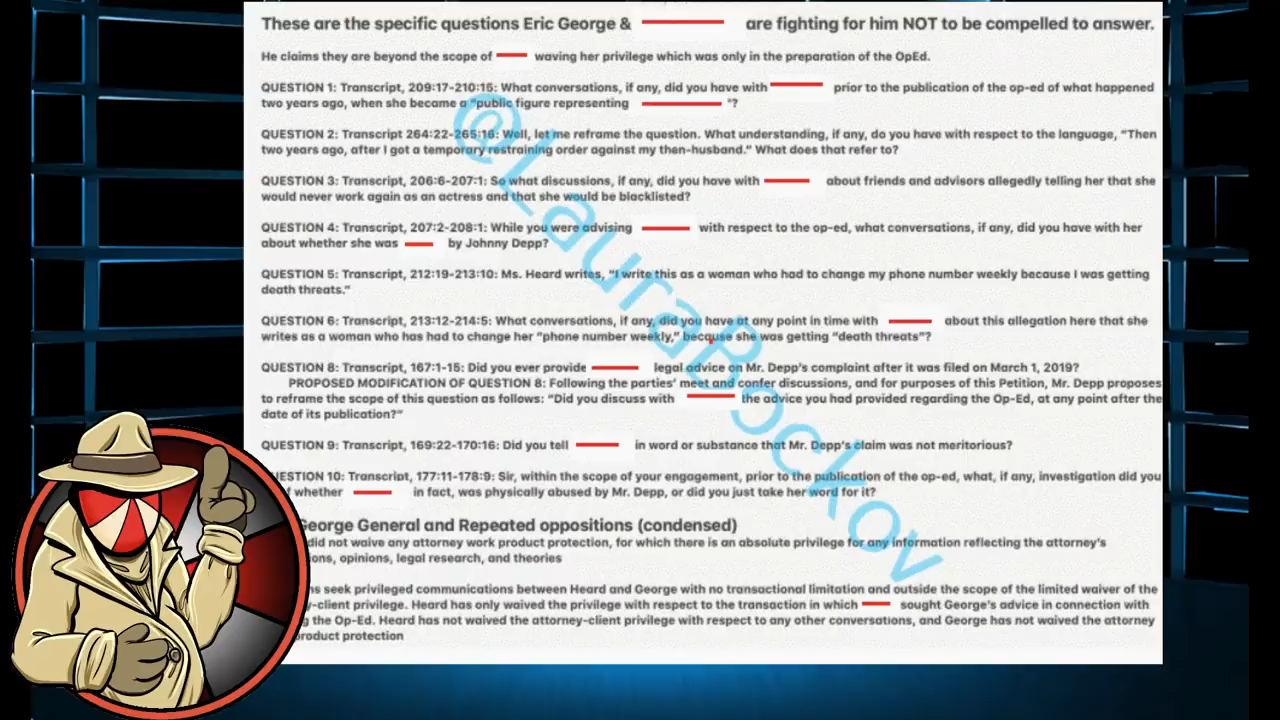 These are the specific questions Eric George & are fighting for him NOT to be compelled to answer.
He claims they are beyond the scope of waving her privilege which was only in the preparation of the OpEd.
QUESTION 1: Transcript, 209:17-210:15: What conversations, if any, did you have with prior to the publication of the op-ed of what happened
two years ago, when she became a "public figure representing "?
QUESTION 2: Transcript 264:22-265:16: Well, let me reframe the question. What understanding, if any, do you have with respect to the language, "Then
two years ago, after I got a temporary restraining order against my then-husband." What does that refer to?
QUESTION 3: Transcript, 206:6-207:1: So what discussions, if any, did you have with about friends and advisors allegedly telling her that she
would never work again as an actress and that she would be blacklisted?
QUESTION 4: Transcript, 207:2-208:1: While you were advising with respect to the op-ed, what conversations, if any, did you have with her
about whether she was by Johnny Depp?
QUESTION 5: Transcript, 212:19-213:10: Ms. Heard writes, "I write this as a woman who had to change my phone number weekly because I was getting
death threats."
QUESTION 6: Transcript, 213:12-214:5: What conversations, if any, did you have at any point in time with about this allegation here that she
writes as a woman who has had to change her "phone number weekly," because she was getting "death threats"?
QUESTION 8: Transcript, 167:1-15: Did you ever provide legal advice on Mr. Depp's complaint after it was filed on March 1, 2019?
PROPOSED MODIFICATION OF QUESTION 8: Following the parties' meet and confer discussions, and for purposes of this Petition, Mr. Depp proposes
to reframe the scope of this question as follows: "Did you discuss with the advice you had provided regarding the Op-Ed, at any point after the
date of its publication?"
QUESTION 9: Transcript, 169:22-170:16: Did you tell in word or substance that Mr. Depp's claim was not meritorious?
ESTION 10: Transcript, 177:11-178:9: Sir, within the scope of your engagement, prior to the publication of the op-ed, what, if any, investigation did you
f whether in fact, was physically abused by Mr. Depp, or did you just take her word for it?
George General and Repeated oppositions (condensed)
did not waive any attorney work product protection, for which there is an absolute privilege for any information reflecting the attorney's
ons, opinions, legal research, and theories
ns seek privileged communications between Heard and George with no transactional limitation and outside the scope of the limited waiver of the
y-client privilege. Heard has only waived the privilege with respect to the transaction in which sought George's advice in connection with
g the Op-Ed. Heard has not waived the attorney-client privilege with respect to any other conversations, and George has not waived the attorney
product protection
@LauraBockov